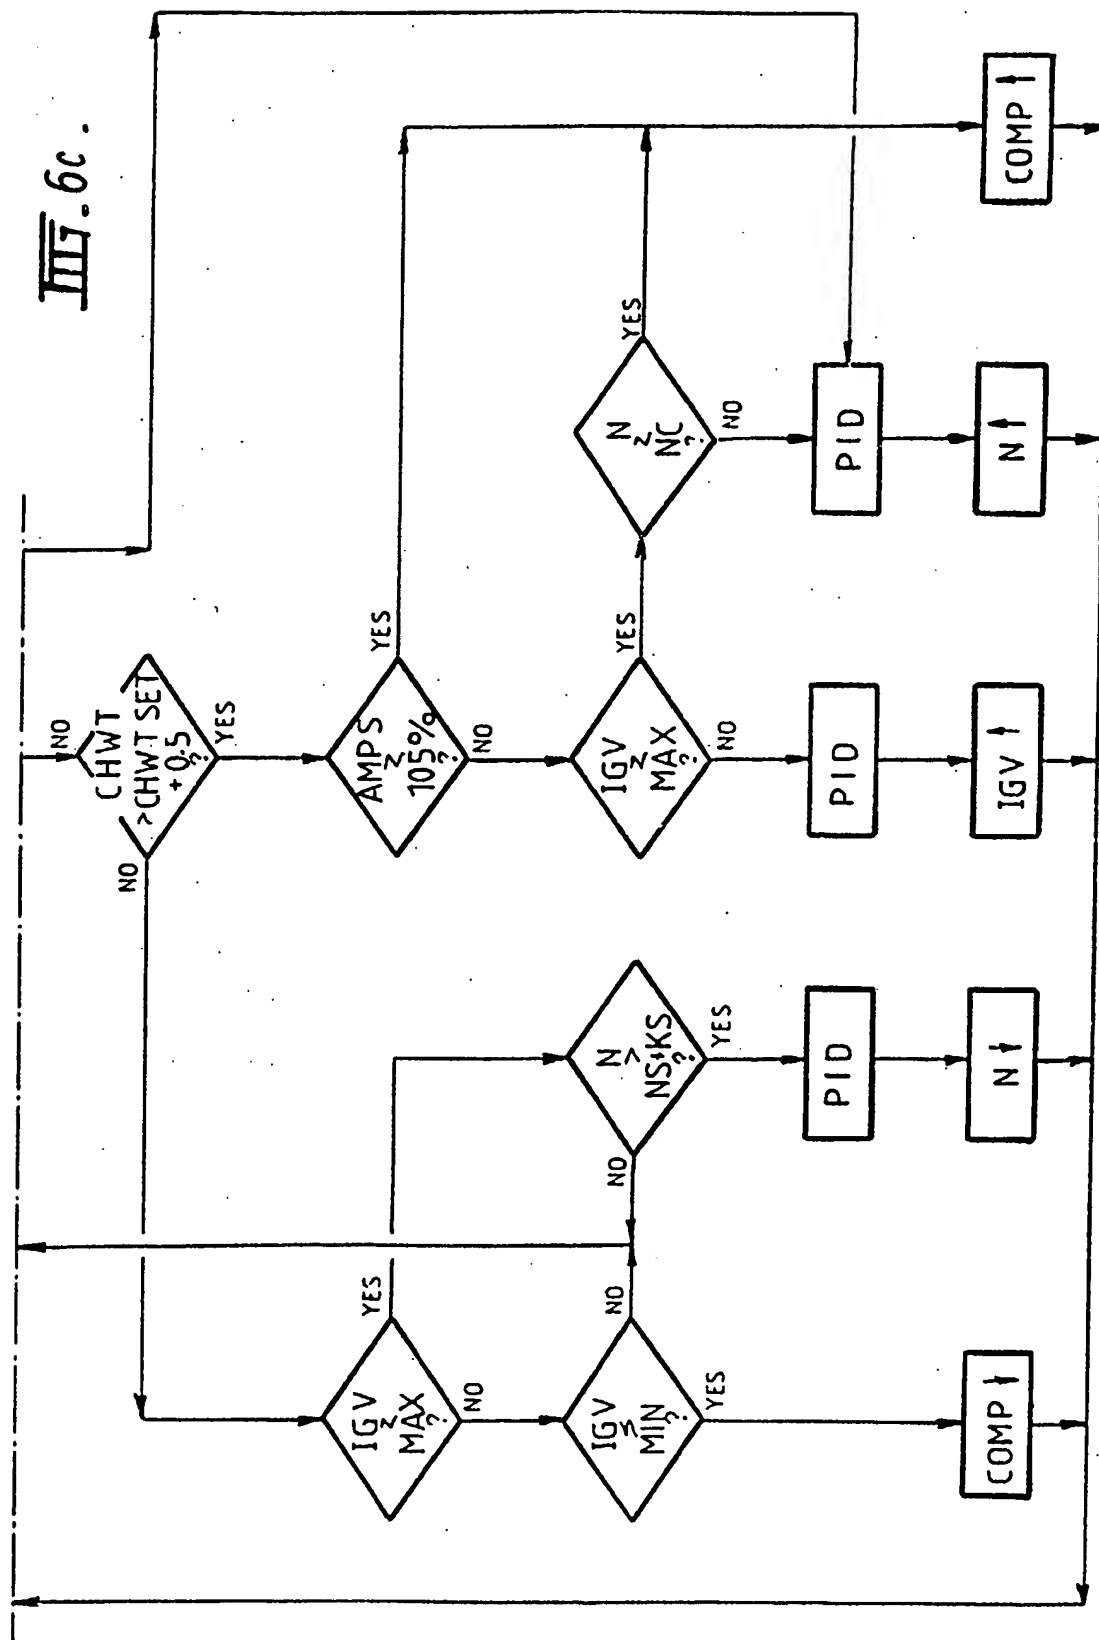 FIG. 6c.
NO
CHWT
>CHWT SET
+0.5
?
NO
YES
AMPS
≥
105%
?
YES
NO
IGV
≥
MAX
?
YES
NO
N
≥
NC
?
YES
NO
IGV
≥
MAX
?
YES
NO
N
>
NS+KS
?
NO
YES
IGV
≤
MIN
?
NO
YES
PID
PID
PID
COMP ↓
N ↓
IGV ↑
N ↑
COMP ↑